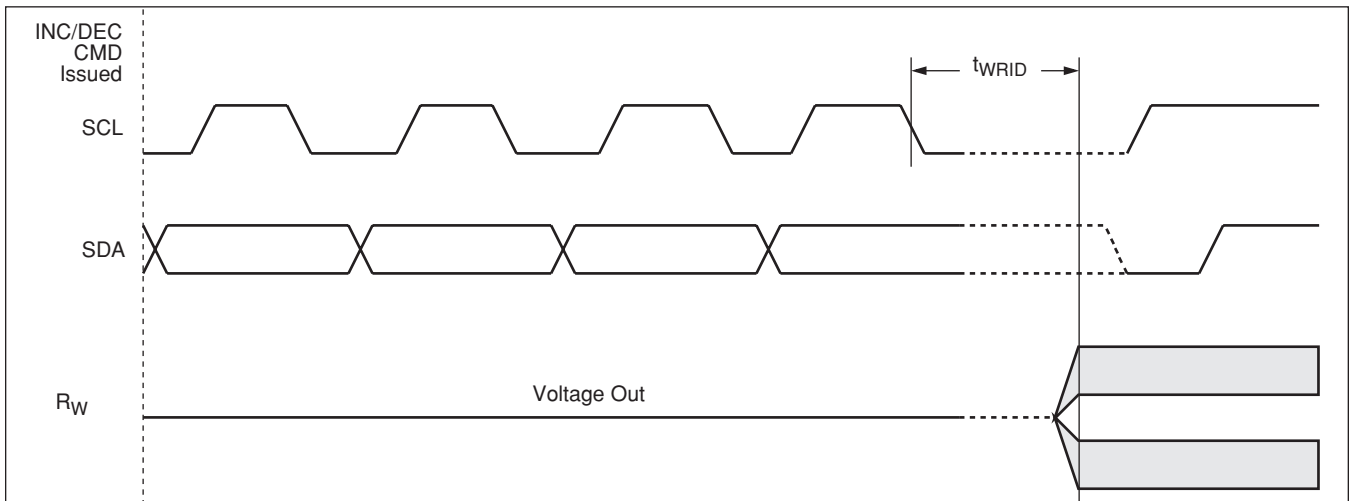 INC/DEC
CMD
Issued
tWRID
SCL
SDA
Voltage Out
RW